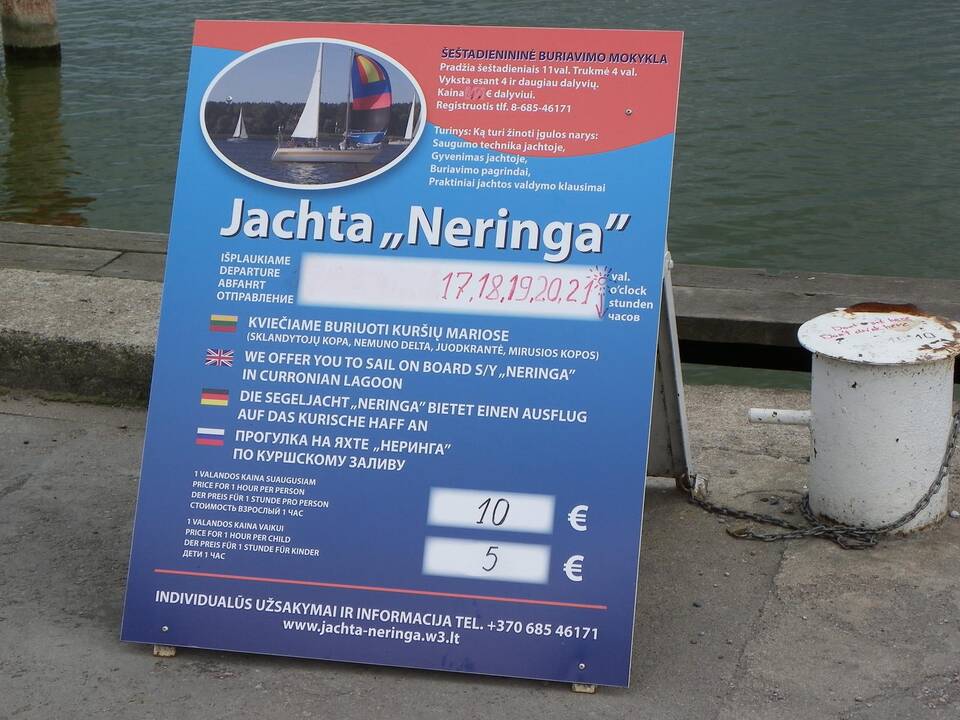 ŠEŠTADIENININĖ BURIAVIMO MOKYKLA
Pradžia šeštadieniais 11val. Trukmė 4 val.
Vyksta esant 4 ir daugiau dalyvių.
Kaina € dalyviui.
Registruotis tlf. 8-685-46171
Turinys: Ką turi žinoti įgulos narys:
Saugumo technika jachtoje,
Gyvenimas jachtoje,
Buriavimo pagrindai,
Praktiniai jachtos valdymo klausimai
Jachta „Neringa”
IŠPLAUKIAME
DEPARTURE
ABFAHRT
ОТПРАВЛЕНИЕ
17,18,19,20,21
val.
o'clock
stunden
часов
KVIEČIAME BURIUOTI KURŠIŲ MARIOSE
(SKLANDYTOJŲ KOPA, NEMUNO DELTA, JUODKRANTĖ, MIRUSIOS KOPOS)
WE OFFER YOU TO SAIL ON BOARD S/Y „NERINGA”
IN CURRONIAN LAGOON
DIE SEGELJACHT „NERINGA” BIETET EINEN AUSFLUG
AUF DAS KURISCHE HAFF AN
ПРОГУЛКА НА ЯХТЕ „НЕРИНГА”
ПО КУРШСКОМУ ЗАЛИВУ
1 VALANDOS KAINA SUAUGUSIAM
PRICE FOR 1 HOUR PER PERSON
DER PREIS FÜR 1 STUNDE PRO PERSON
СТОИМОСТЬ ВЗРОСЛЫЙ 1 ЧАС
10 €
1 VALANDOS KAINA VAIKUI
PRICE FOR 1 HOUR PER CHILD
DER PREIS FÜR 1 STUNDE FÜR KINDER
ДЕТИ 1 ЧАС
5 €
INDIVIDUALŪS UŽSAKYMAI IR INFORMACIJA TEL. +370 685 46171
www.jachta-neringa.w3.lt